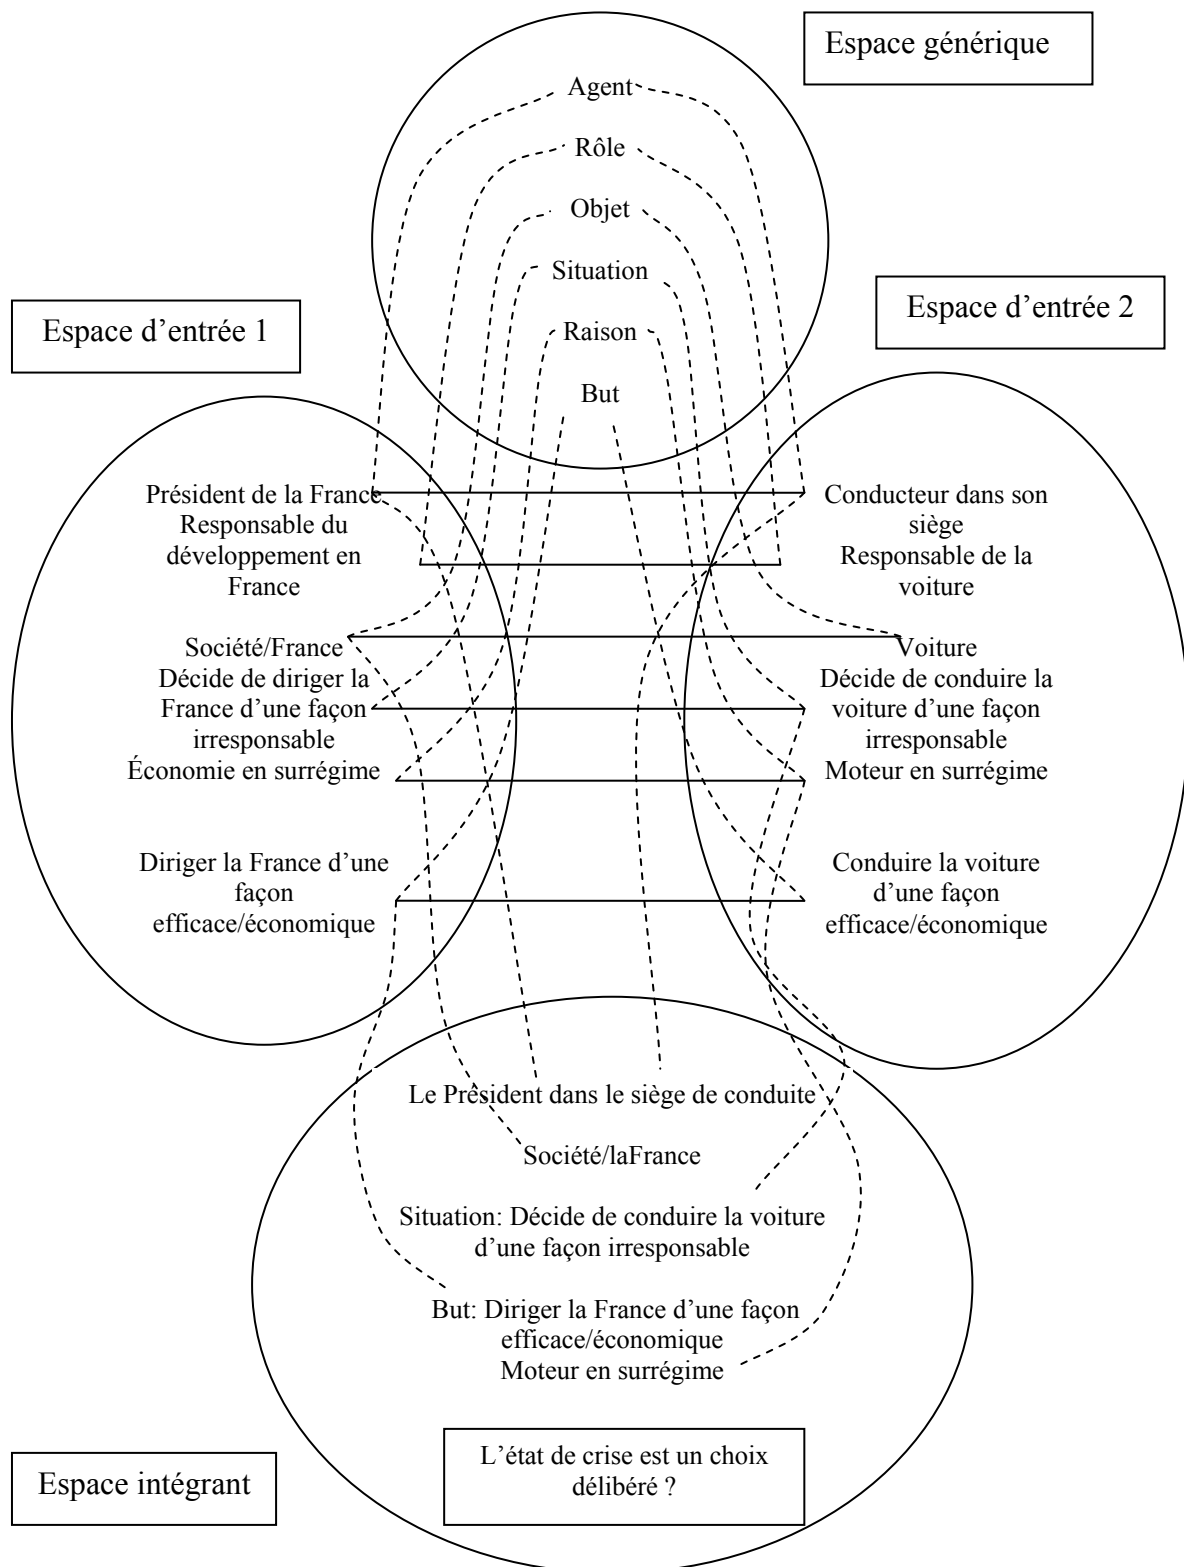 Espace générique
Agent
Rôle
Objet
Situation
Raison
But
Espace d’entrée 1
Espace d’entrée 2
Président de la France
Responsable du
développement en
France
Société/France
Décide de diriger la
France d’une façon
irresponsable
Économie en surrégime
Diriger la France d’une
façon
efficace/économique
Conducteur dans son
siège
Responsable de la
voiture
Voiture
Décide de conduire la
voiture d’une façon
irresponsable
Moteur en surrégime
Conduire la voiture
d’une façon
efficace/économique
Le Président dans le siège de conduite
Société/laFrance
Situation: Décide de conduire la voiture
d’une façon irresponsable
But: Diriger la France d’une façon
efficace/économique
Moteur en surrégime
L’état de crise est un choix
délibéré ?
Espace intégrant